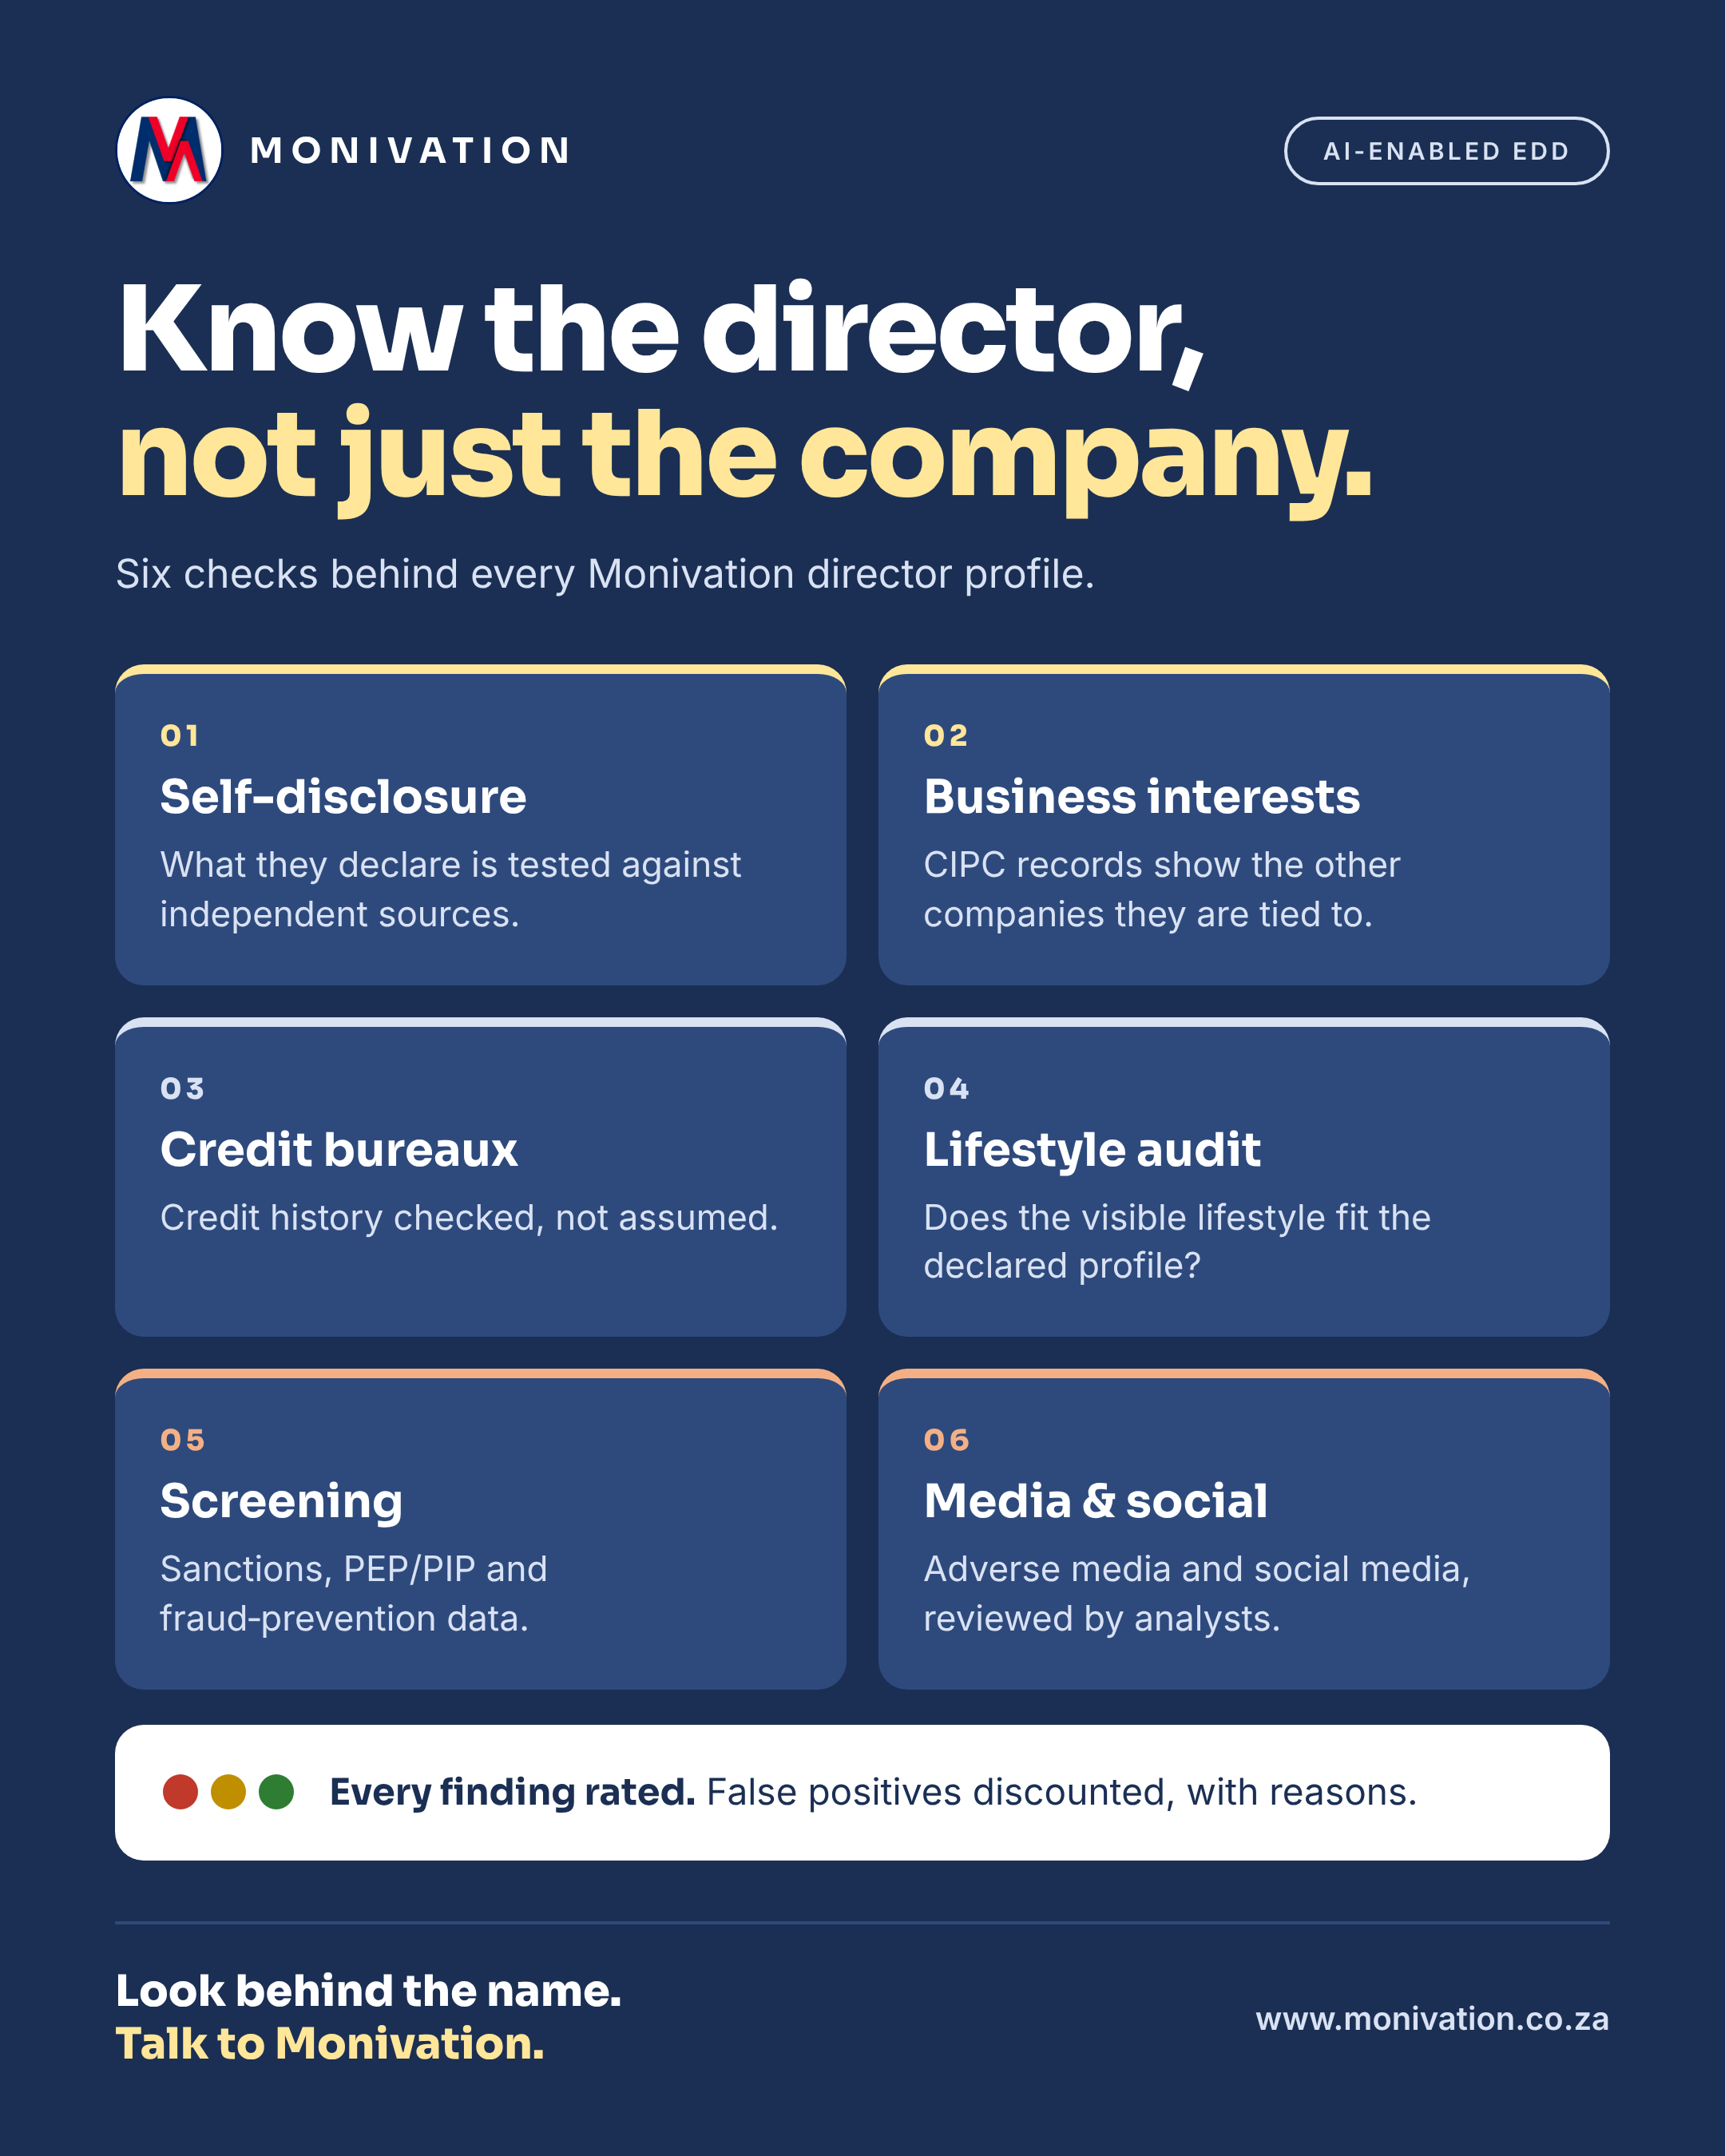 MONIVATION
AI-ENABLED EDD
Know the director,
not just the company.
Six checks behind every Monivation director profile.
01
Self-disclosure
What they declare is tested against
independent sources.
02
Business interests
CIPC records show the other
companies they are tied to.
03
Credit bureaux
Credit history checked, not assumed.
04
Lifestyle audit
Does the visible lifestyle fit the
declared profile?
05
Screening
Sanctions, PEP/PIP and
fraud-prevention data.
06
Media & social
Adverse media and social media,
reviewed by analysts.
Every finding rated. False positives discounted, with reasons.
Look behind the name.
Talk to Monivation.
www.monivation.co.za